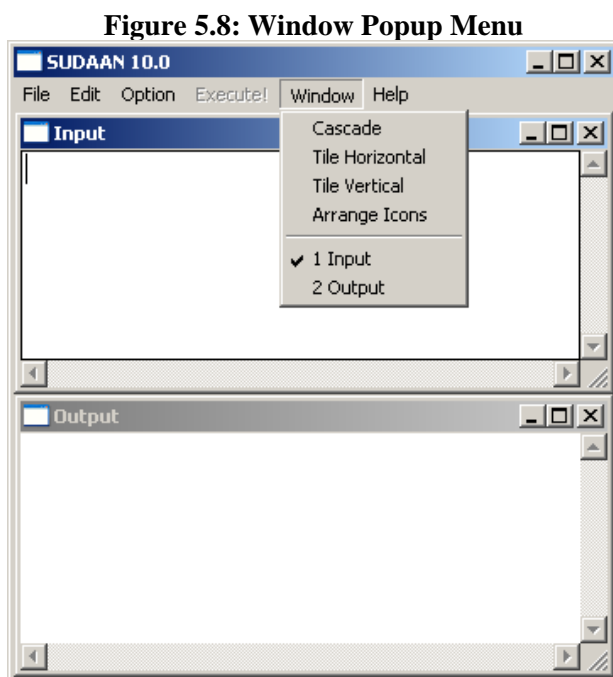 Figure 5.8: Window Popup Menu
SUDAAN 10.0
File Edit Option Execute! Window Help
Input
Cascade
Tile Horizontal
Tile Vertical
Arrange Icons
1 Input
2 Output
Output